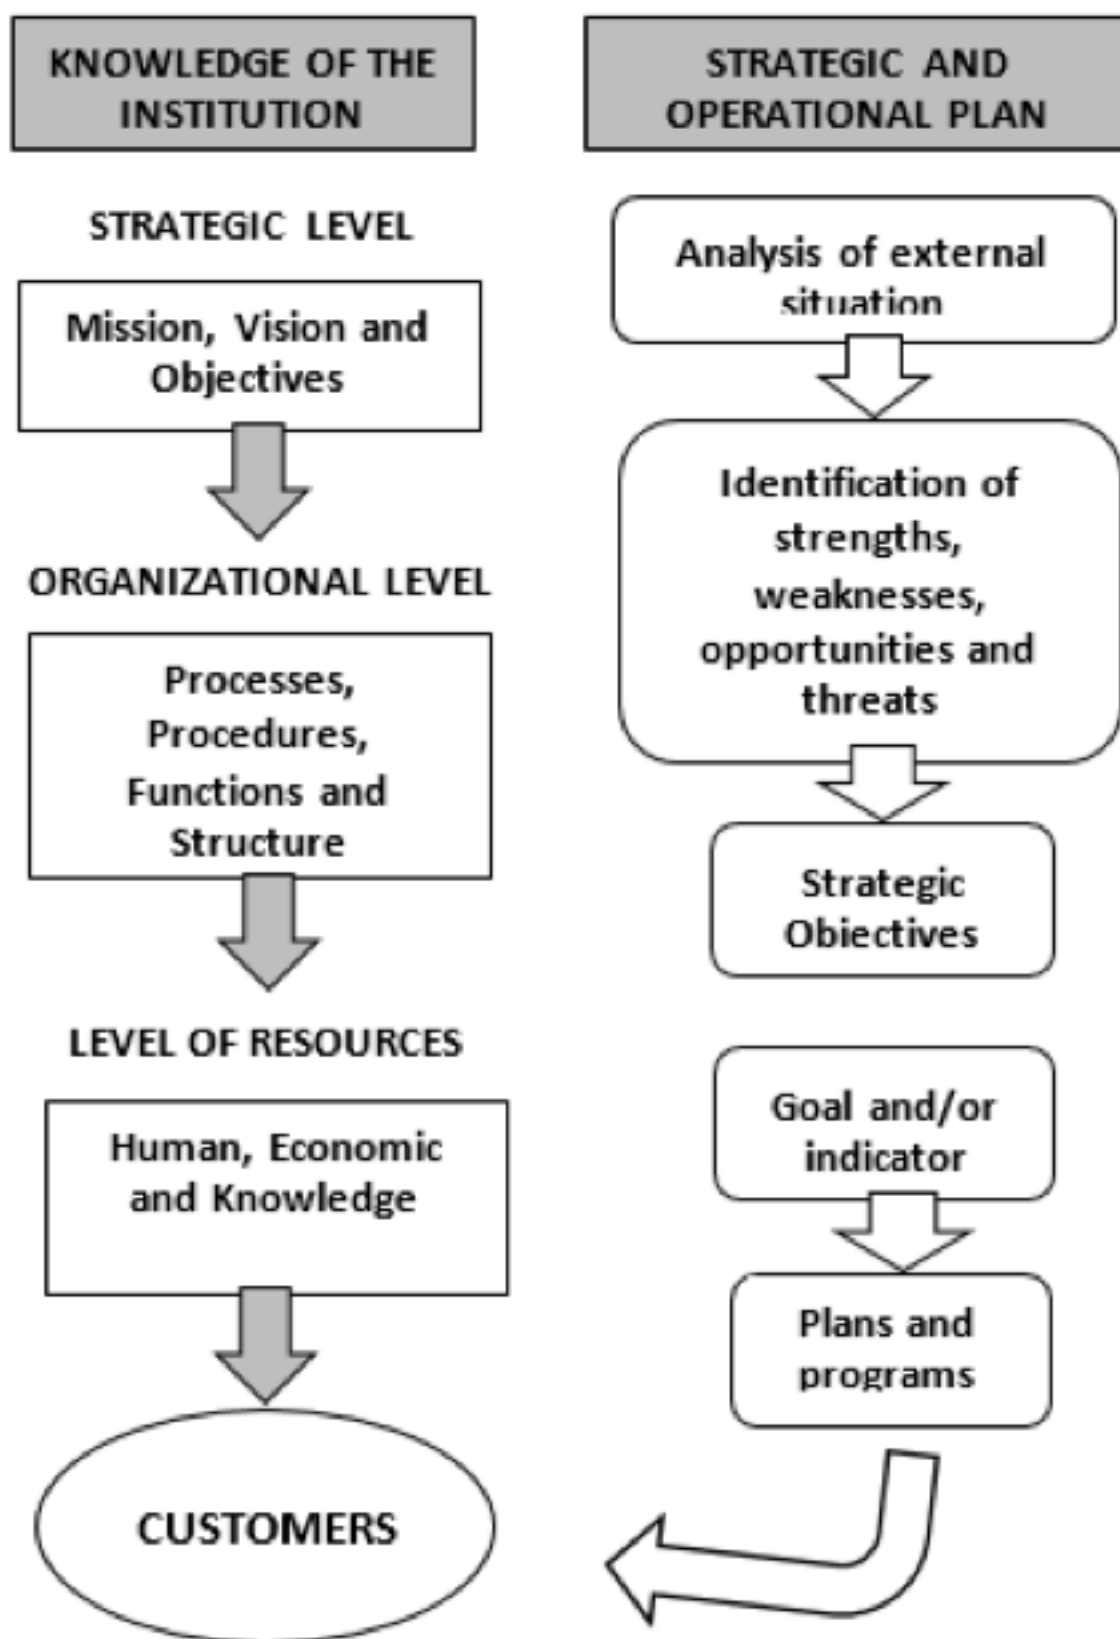 KNOWLEDGE OF THE
INSTITUTION
STRATEGIC LEVEL
Mission, Vision and
Objectives
ORGANIZATIONAL LEVEL
Processes,
Procedures,
Functions and
Structure
LEVEL OF RESOURCES
Human, Economic
and Knowledge
CUSTOMERS
STRATEGIC AND
OPERATIONAL PLAN
Analysis of external
situation
Identification of
strengths,
weaknesses,
opportunities and
threats
Strategic
Objectives
Goal and/or
indicator
Plans and
programs